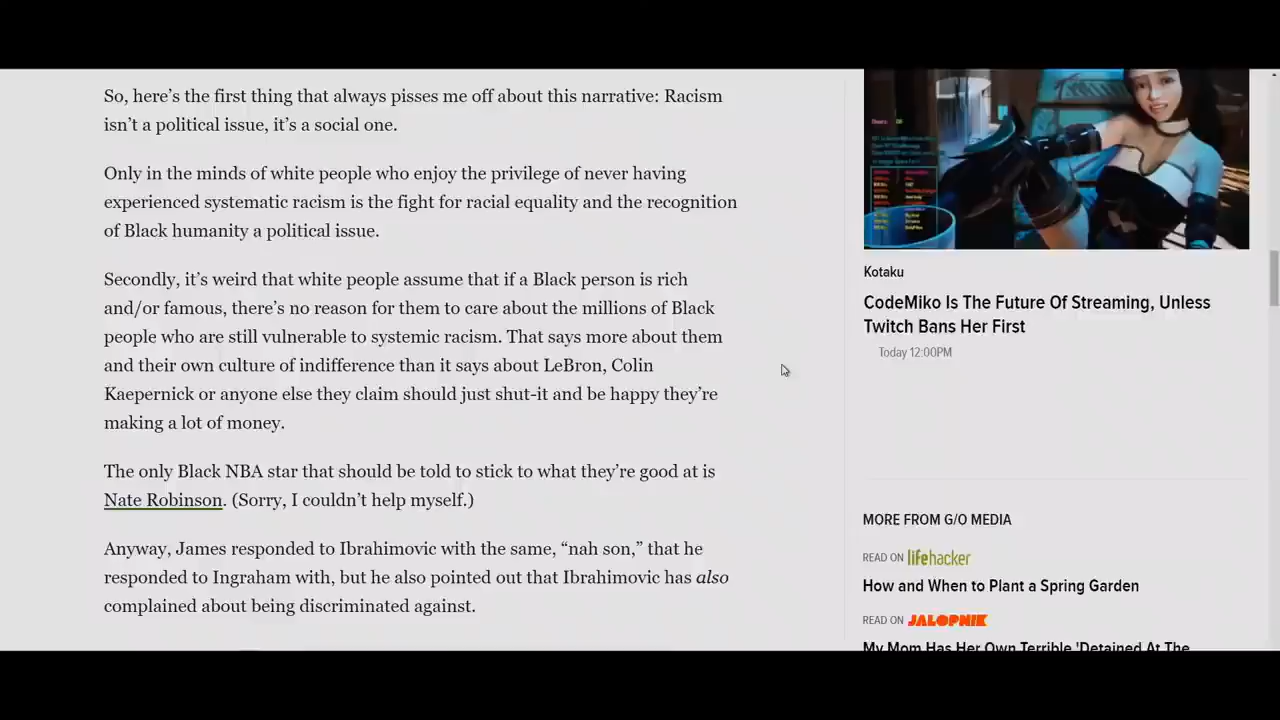 So, here’s the first thing that always pisses me off about this narrative: Racism
isn’t a political issue, it’s a social one.
Only in the minds of white people who enjoy the privilege of never having
experienced systematic racism is the fight for racial equality and the recognition
of Black humanity a political issue.
Secondly, it’s weird that white people assume that if a Black person is rich
and/or famous, there’s no reason for them to care about the millions of Black
people who are still vulnerable to systemic racism. That says more about them
and their own culture of indifference than it says about LeBron, Colin
Kaepernick or anyone else they claim should just shut-it and be happy they’re
making a lot of money.
The only Black NBA star that should be told to stick to what they’re good at is
Nate Robinson. (Sorry, I couldn’t help myself.)
Anyway, James responded to Ibrahimovic with the same, “nah son,” that he
responded to Ingraham with, but he also pointed out that Ibrahimovic has also
complained about being discriminated against.
Kotaku
CodeMiko Is The Future Of Streaming, Unless
Twitch Bans Her First
Today 12:00PM
MORE FROM G/O MEDIA
READ ON lifehacker
How and When to Plant a Spring Garden
READ ON JALOPNIK
My Mom Has Her Own Terrible 'Detained At The